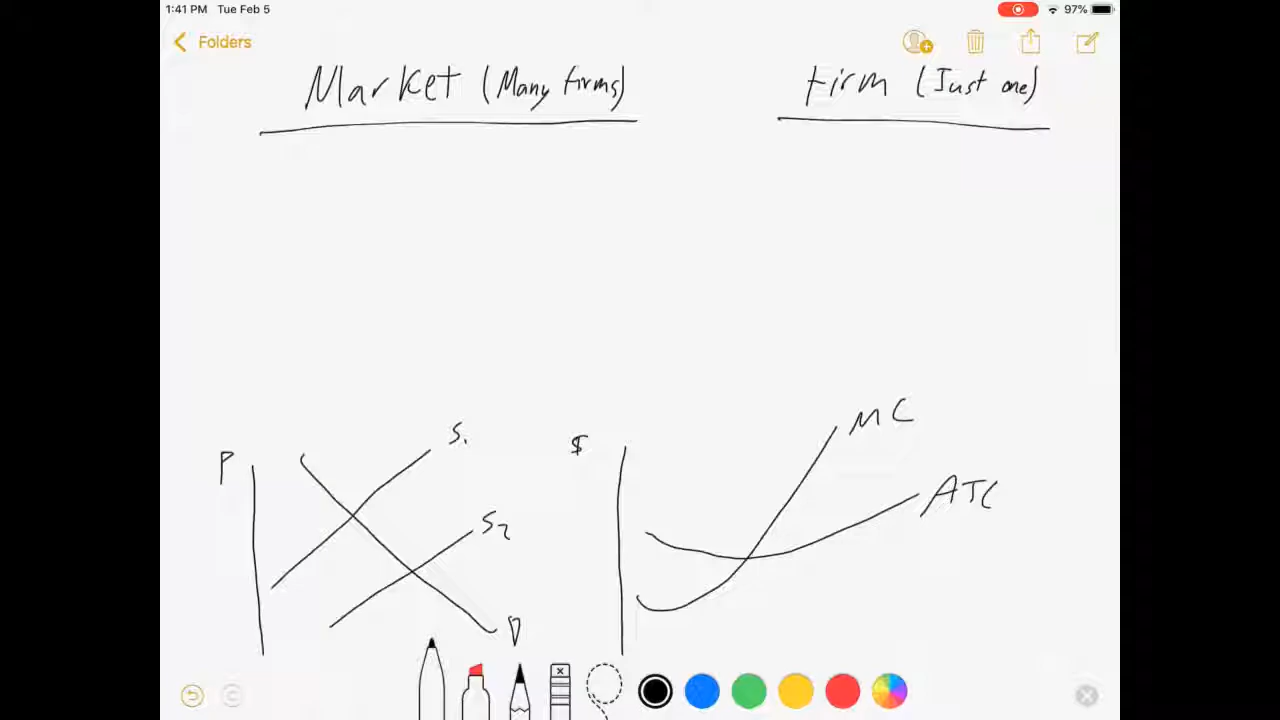 1:41 PM Tue Feb 5
97%
Folders
Market (Many firms)
Firm (Just one)
P
S₁
S₂
D
$
MC
ATC